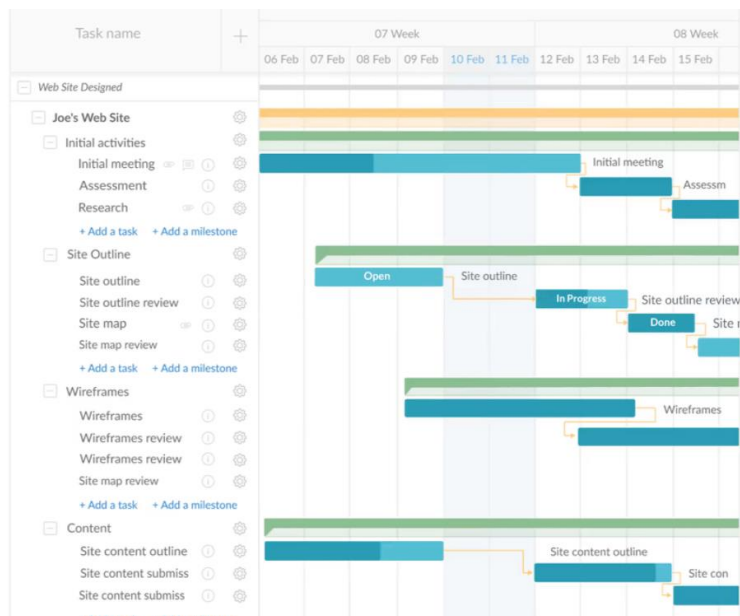 Task name
07 Week
08 Week
06 Feb 07 Feb 08 Feb 09 Feb 10 Feb 11 Feb 12 Feb 13 Feb 14 Feb 15 Feb
Web Site Designed
Joe's Web Site
Initial activities
Initial meeting
Initial meeting
Assessment
Assessm
Research
+ Add a task + Add a milestone
Site Outline
Site outline
Open
Site outline
Site outline review
In Progress
Site outline review
Site map
Done
Site
Site map review
+ Add a task + Add a milestone
Wireframes
Wireframes
Wireframes
Wireframes review
Wireframes review
Site map review
+ Add a task + Add a milestone
Content
Site content outline
Site content outline
Site content submiss
Site con
Site content submiss